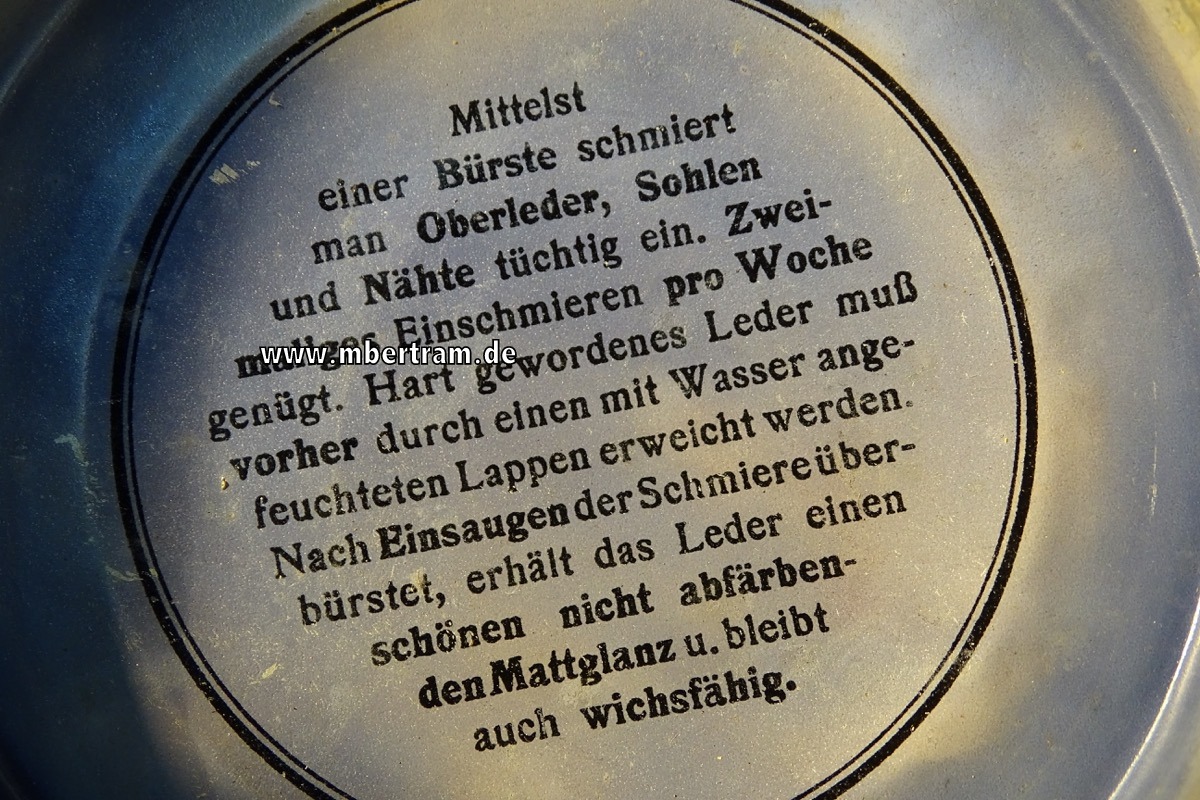 Mittelst
einer Bürste schmiert
man Oberleder, Sohlen
und Nähte tüchtig ein. Zwei-
maliges Einschmieren pro Woche
www.mbertram.de
genügt. Hart gewordenes Leder muß
vorher durch einen mit Wasser ange-
feuchteten Lappen erweicht werden.
Nach Einsaugen der Schmiere über-
bürstet, erhält das Leder einen
schönen nicht abfärben-
den Mattglanz u. bleibt
auch wichsfähig.